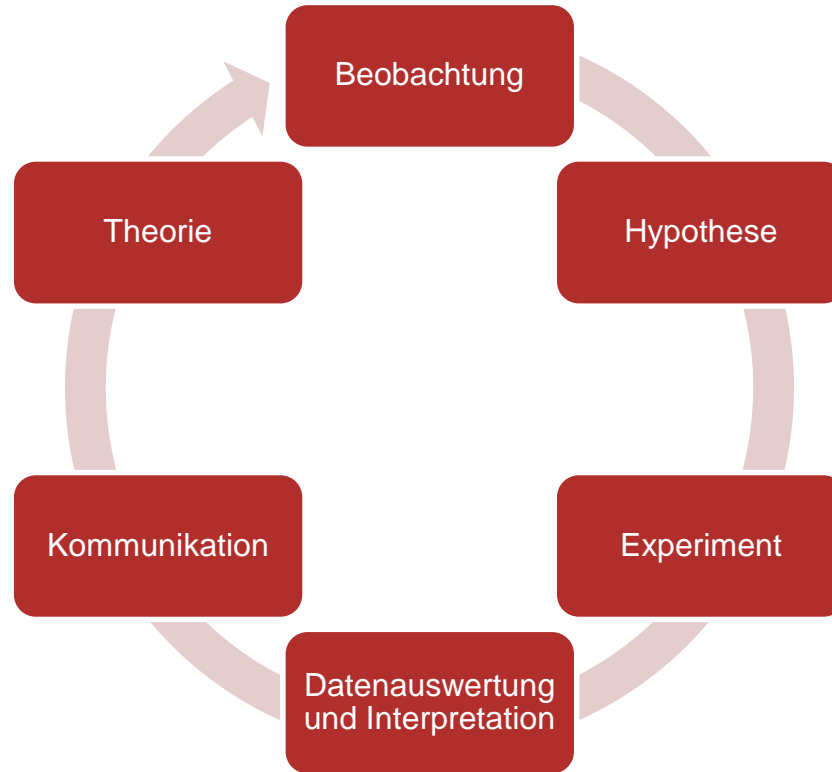 Beobachtung
Hypothese
Experiment
Datenauswertung
und Interpretation
Kommunikation
Theorie